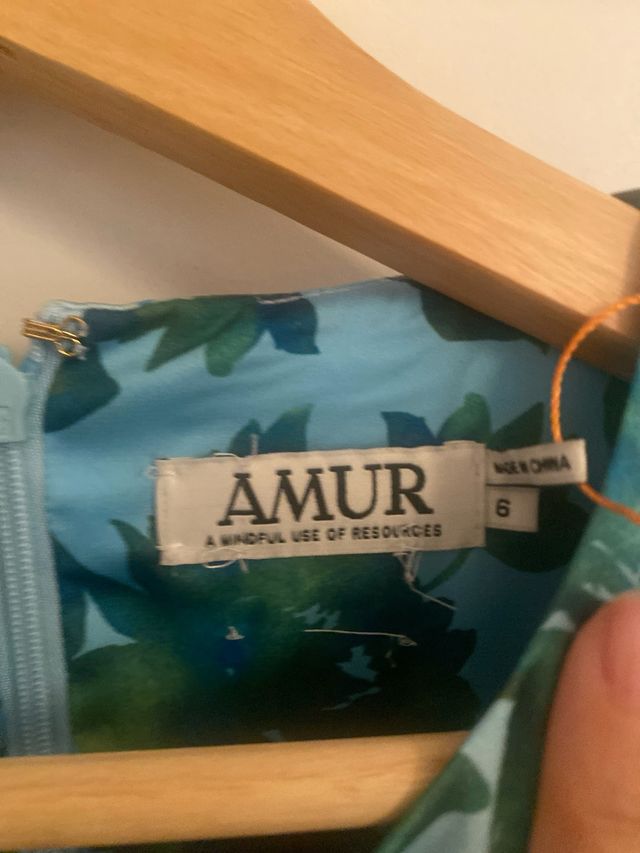 AMUR
A MINDFUL USE OF RESOURCES
MADE IN CHINA
6